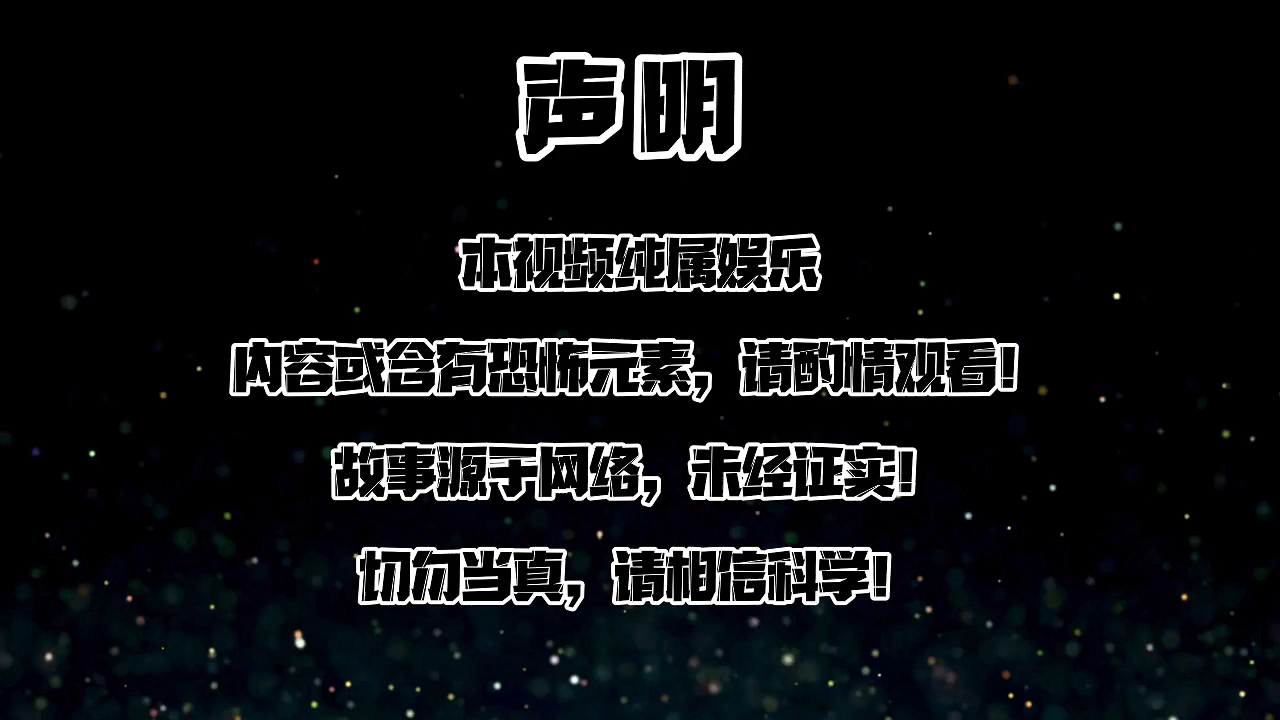 声明
本视频纯属娱乐
内容或含有恐怖元素，请酌情观看！
故事源于网络，未经证实！
切勿当真，请相信科学！